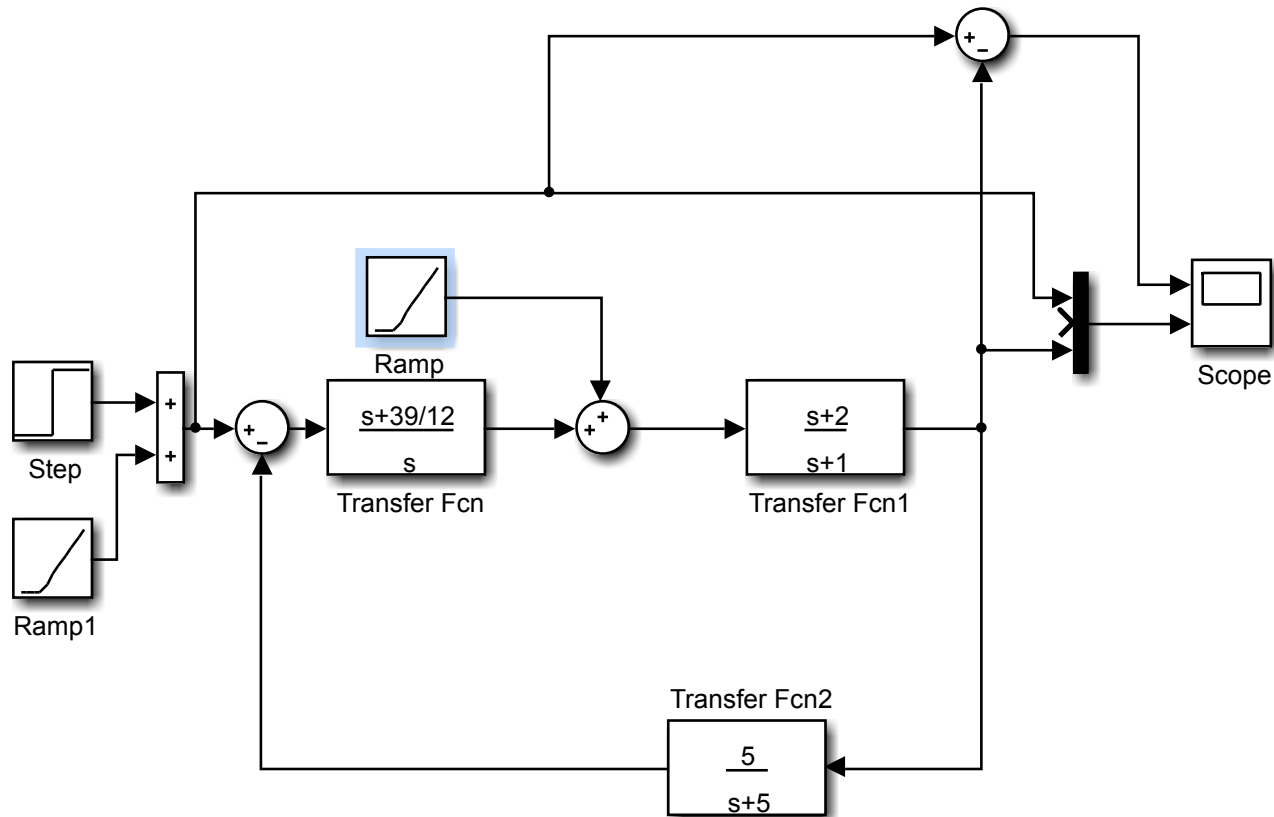 +
−
Ramp
+
+
Step
+
−
s+39/12
s
Transfer Fcn
+
+
s+2
s+1
Transfer Fcn1
Scope
Ramp1
Transfer Fcn2
5
s+5